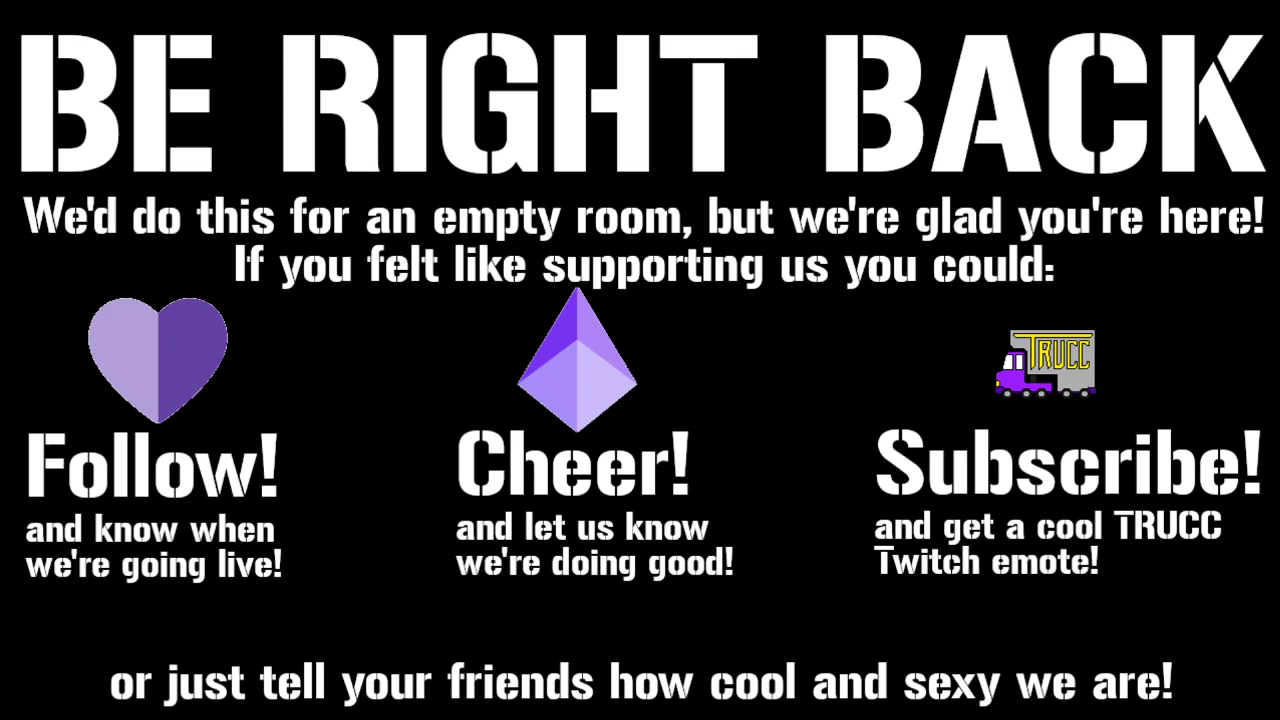 BE RIGHT BACK
We'd do this for an empty room, but we're glad you're here!
If you felt like supporting us you could:
TRUCC
Follow!
and know when
we're going live!
Cheer!
and let us know
we're doing good!
Subscribe!
and get a cool TRUCC
Twitch emote!
or just tell your friends how cool and sexy we are!